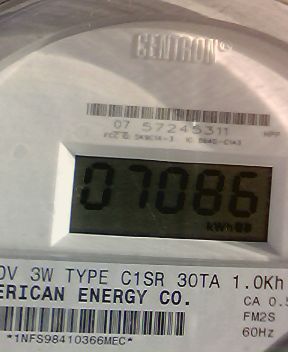 CENTRON®
07 57245311
07086
kWh
0V 3W TYPE C1SR 30TA 1.0Kh
ERICAN ENERGY CO.
CA 0.5
FM2S
60Hz
*1NFS98410366MEC*